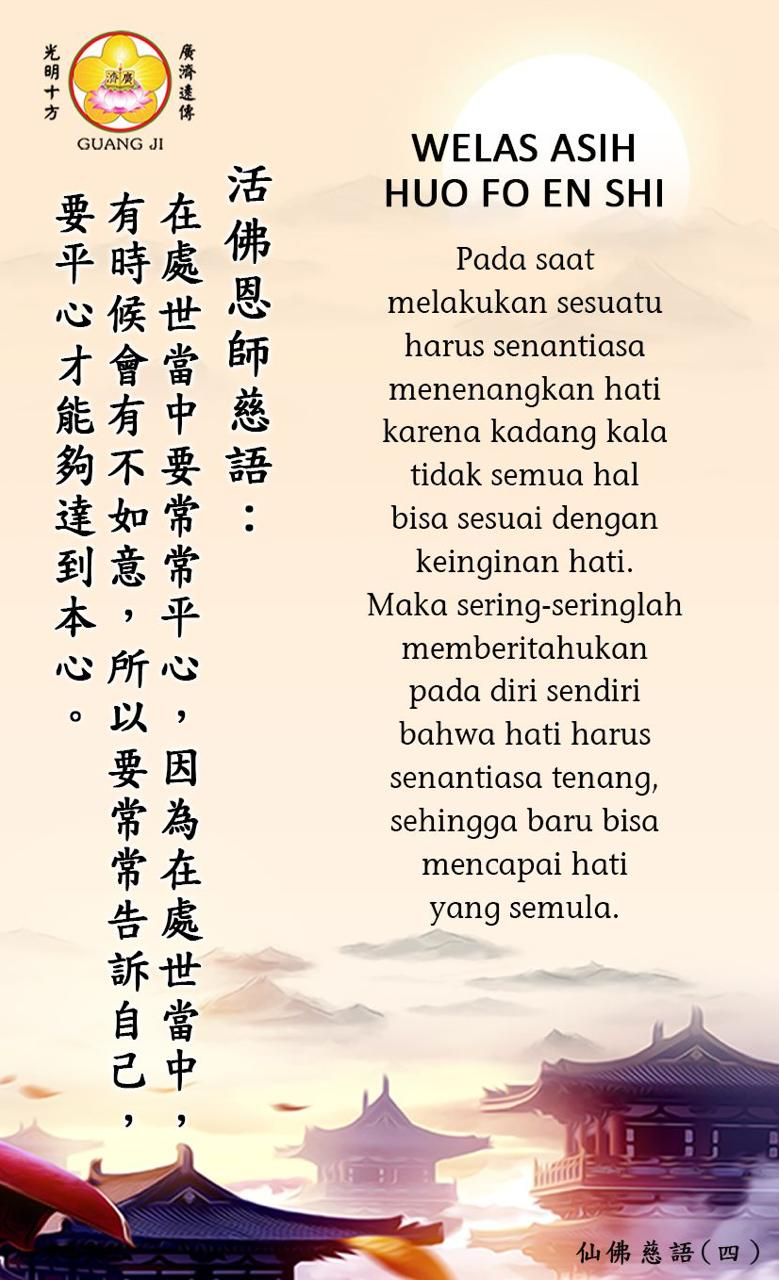 光明十方
廣濟
廣濟遠傳
GUANG JI
活佛恩師慈語：
在處世當中要常常平心，因為在處世當中，
有時候會有不如意，所以要常常告訴自己，
要平心才能夠達到本心。
WELAS ASIH
HUO FO EN SHI
Pada saat
melakukan sesuatu
harus senantiasa
menenangkan hati
karena kadang kala
tidak semua hal
bisa sesuai dengan
keinginan hati.
Maka sering-seringlah
memberitahukan
pada diri sendiri
bahwa hati harus
senantiasa tenang,
sehingga baru bisa
mencapai hati
yang semula.
仙佛慈語(四)